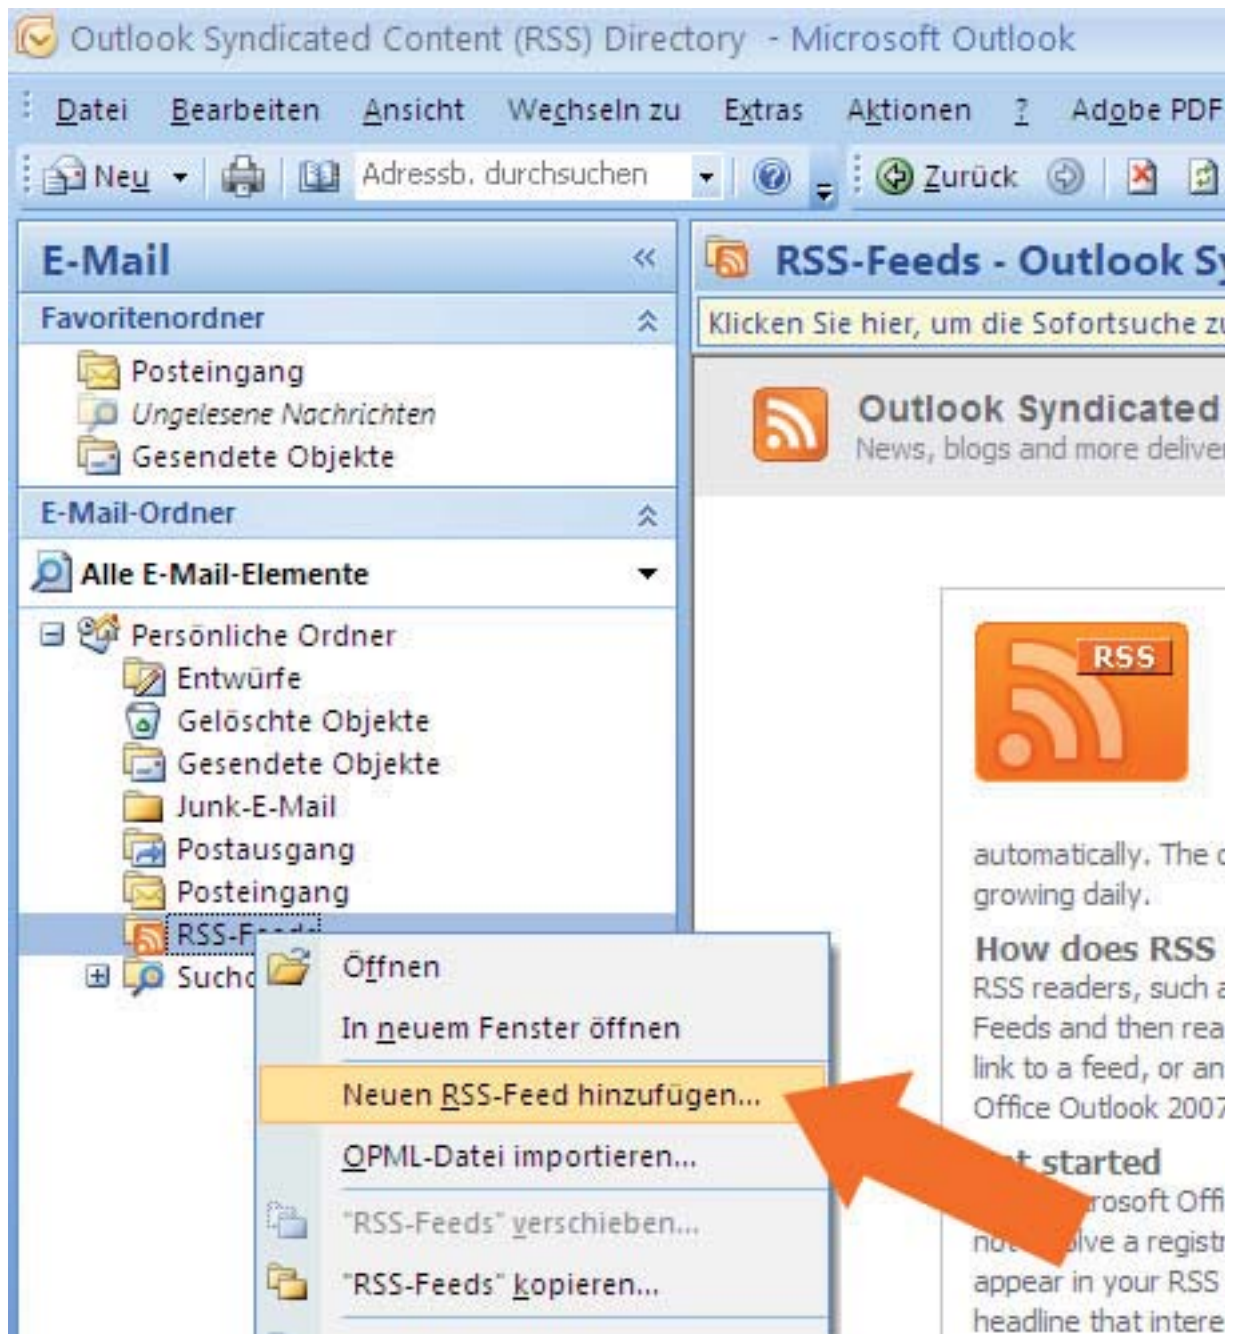 Outlook Syndicated Content (RSS) Directory - Microsoft Outlook
Datei Bearbeiten Ansicht Wechseln zu Extras Aktionen ? Adobe PDF
Neu Adressb. durchsuchen Zurück
E-Mail
Favoritenordner
Posteingang
Ungelesene Nachrichten
Gesendete Objekte
E-Mail-Ordner
Alle E-Mail-Elemente
Persönliche Ordner
Entwürfe
Gelöschte Objekte
Gesendete Objekte
Junk-E-Mail
Postausgang
Posteingang
RSS-Feeds
Öffnen
In neuem Fenster öffnen
Neuen RSS-Feed hinzufügen...
OPML-Datei importieren...
"RSS-Feeds" verschieben...
"RSS-Feeds" kopieren...
RSS-Feeds - Outlook
Klicken Sie hier, um die Sofortsuche
Outlook Syndicated
News, blogs and more
RSS
automatically. The
growing daily.
How does RSS
RSS readers, such
Feeds and then
link to a feed, or
Office Outlook 2007
started
a
appear in your RSS
headline that